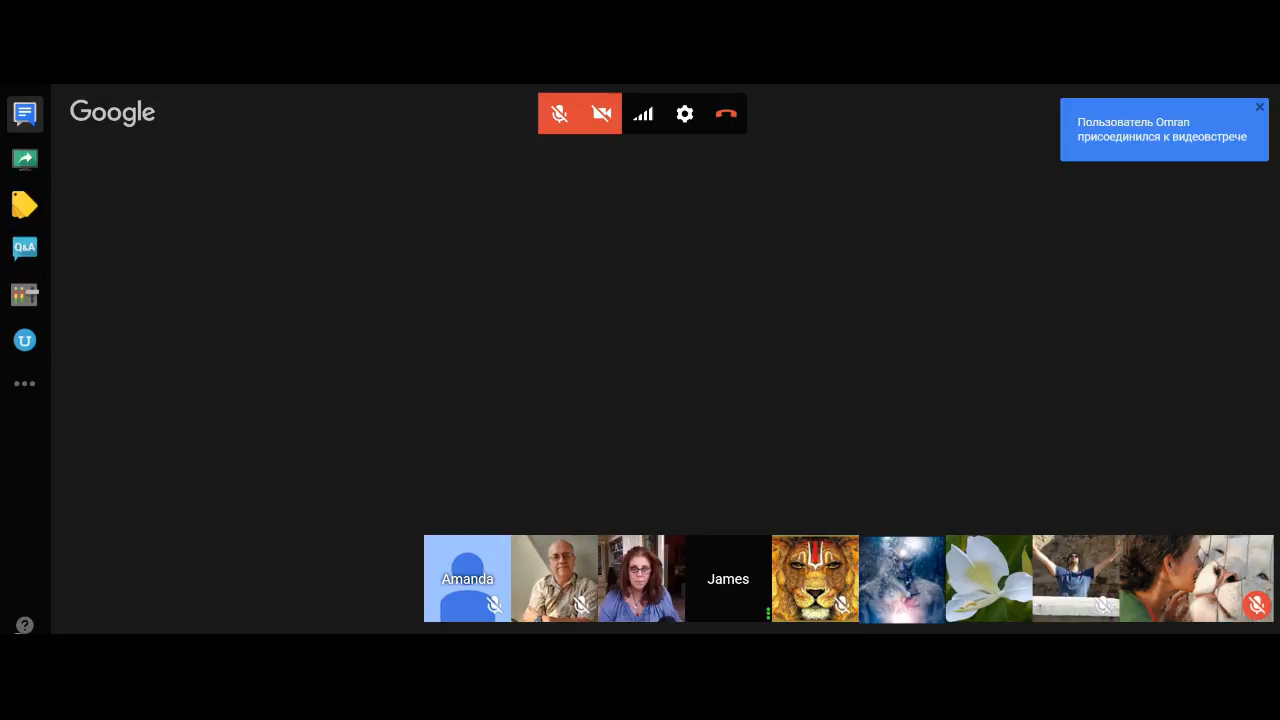 Google
Пользователь Omran
присоединился к видеовстрече
Q&A
U
Amanda
James
?